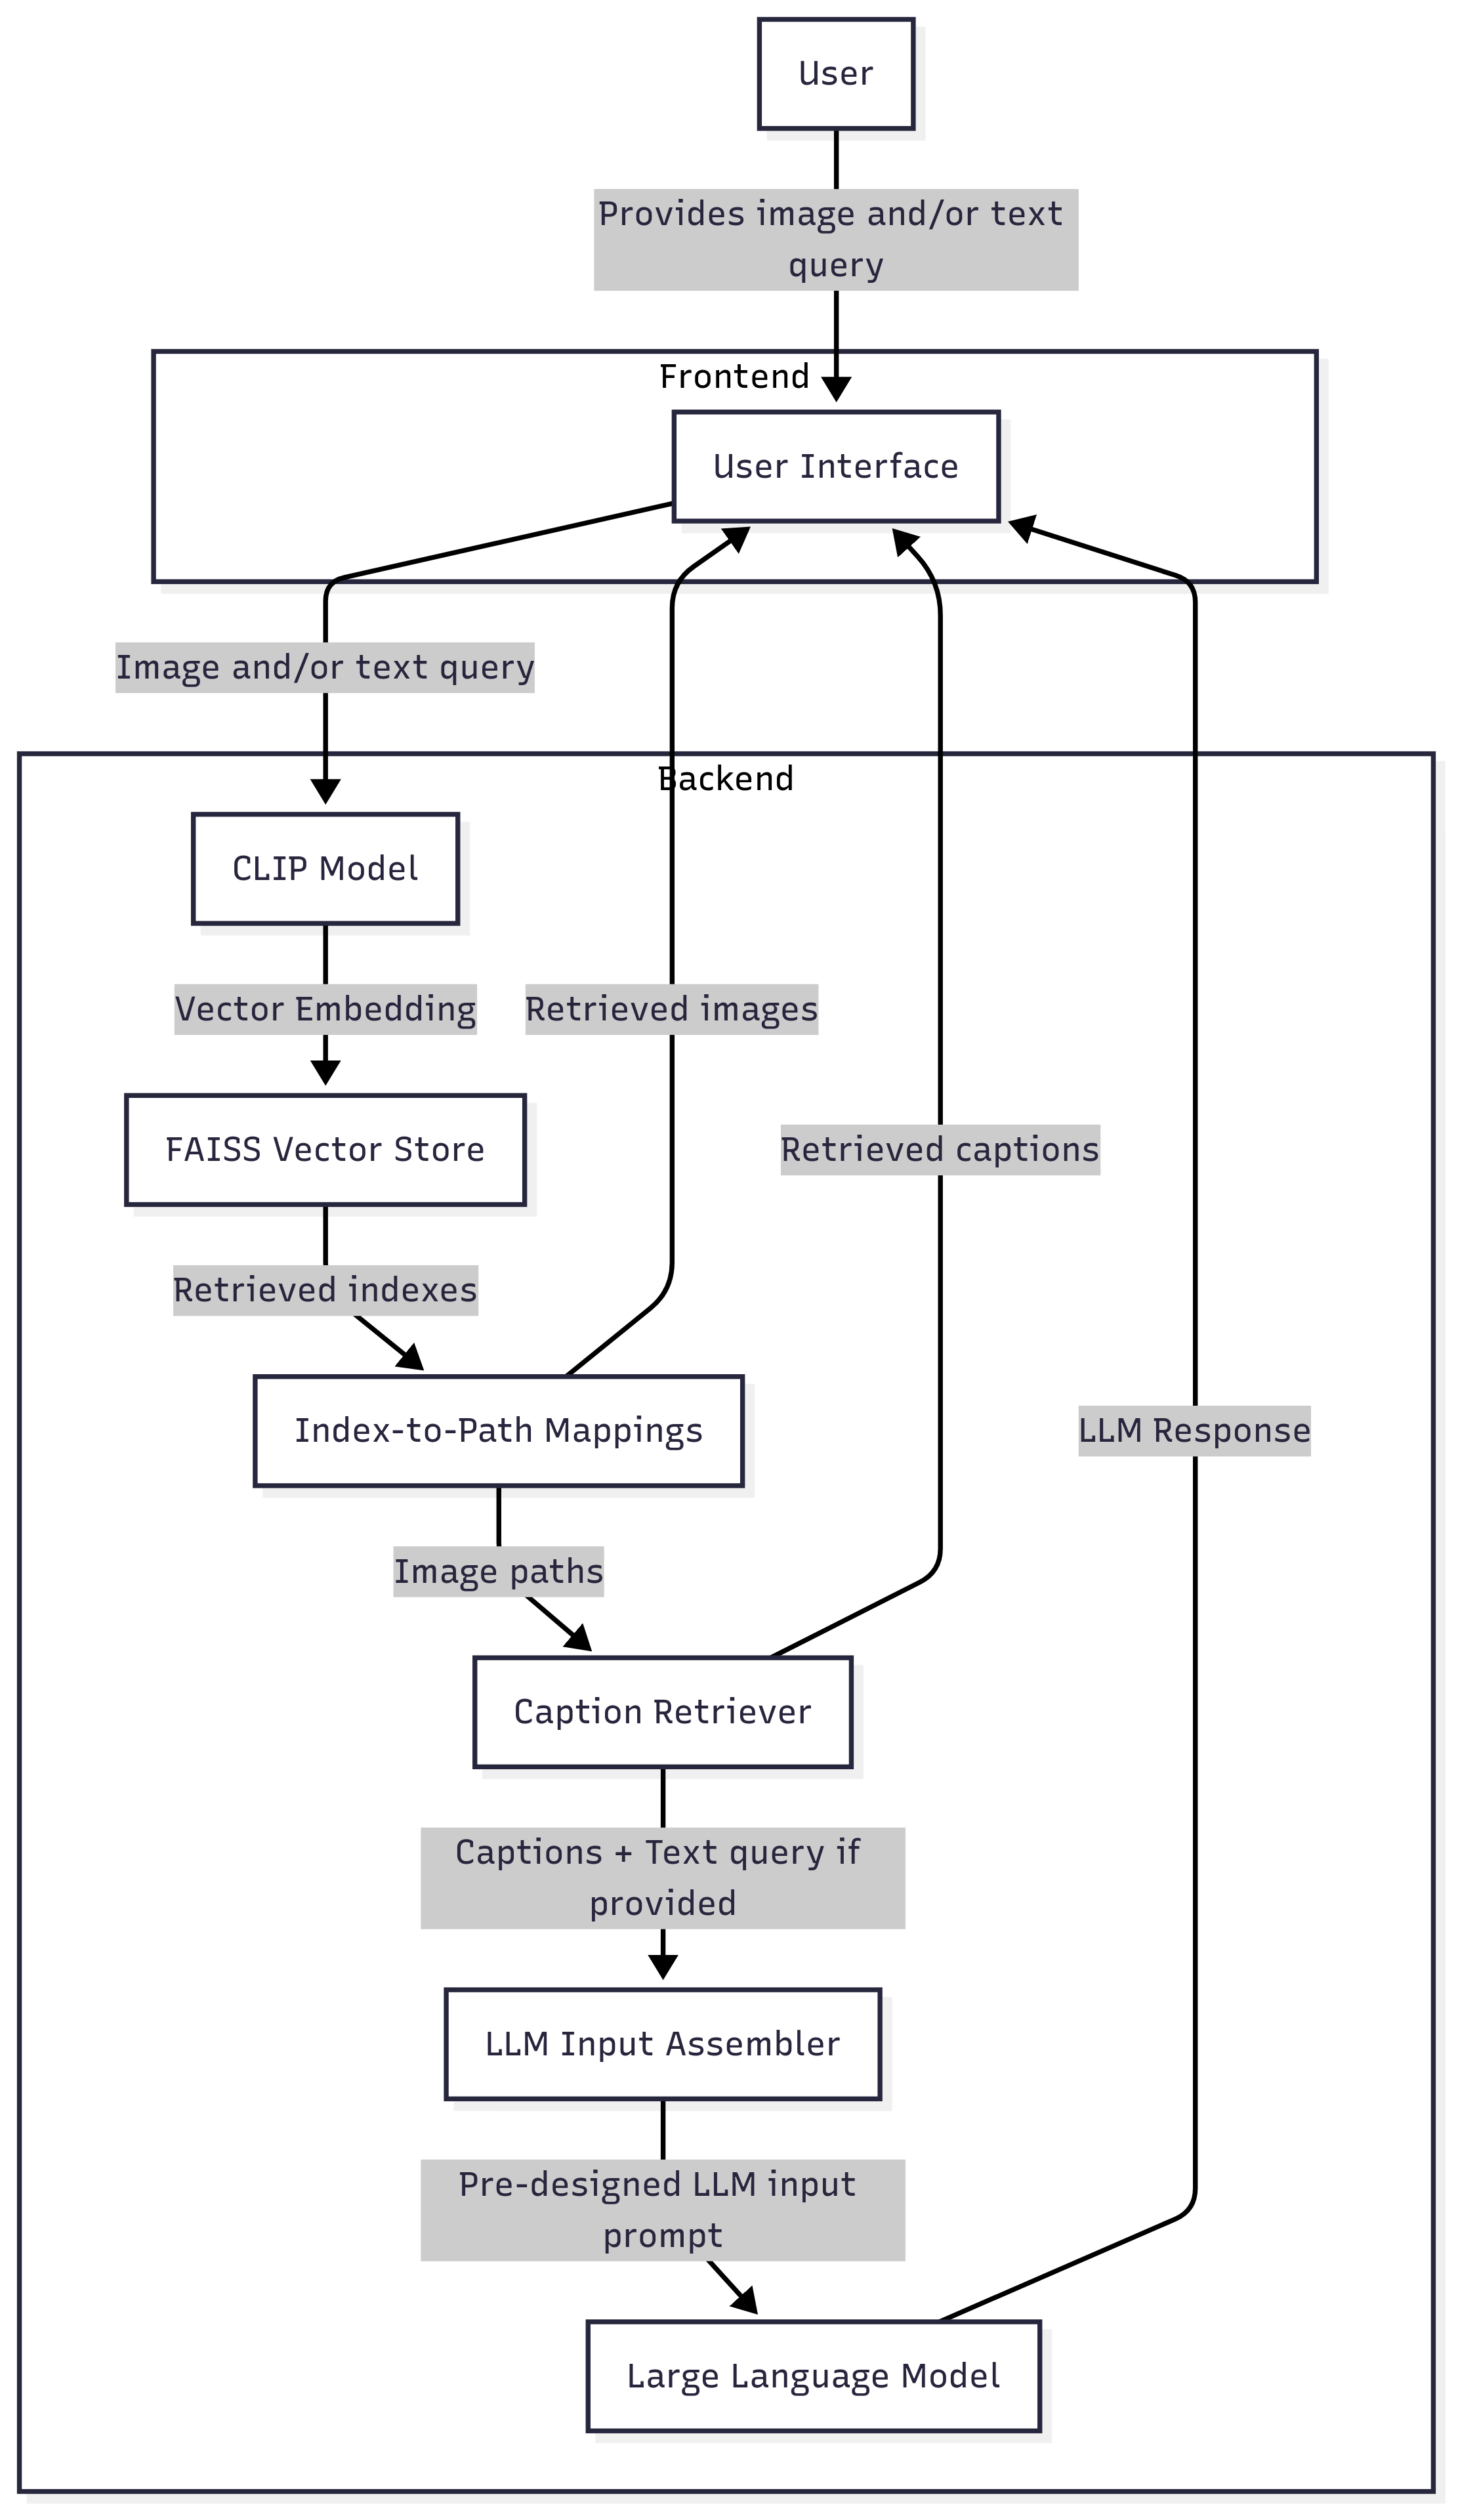 User
Provides image and/or text
query
Frontend
User Interface
Image and/or text query
Backend
CLIP Model
Vector Embedding
Retrieved images
FAISS Vector Store
Retrieved captions
Retrieved indexes
Index-to-Path Mappings
LLM Response
Image paths
Caption Retriever
Captions + Text query if
provided
LLM Input Assembler
Pre-designed LLM input
prompt
Large Language Model